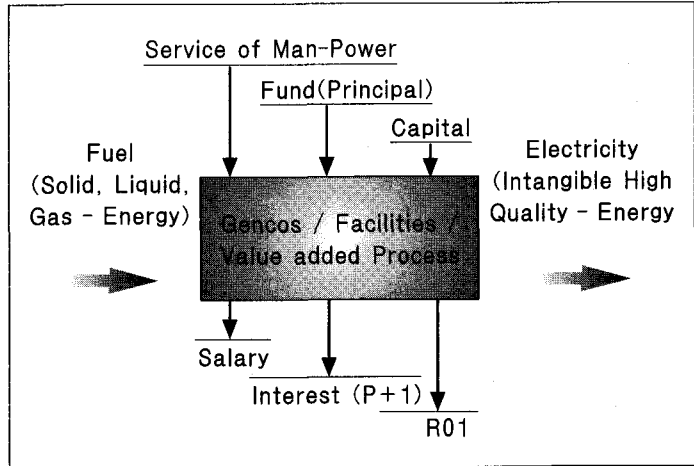 Service of Man-Power
Fund(Principal)
Capital
Fuel
(Solid, Liquid,
Gas - Energy)
Electricity
(Intangible High
Quality - Energy
Gencos / Facilities /
Value added Process
Salary
Interest (P+1)
R01